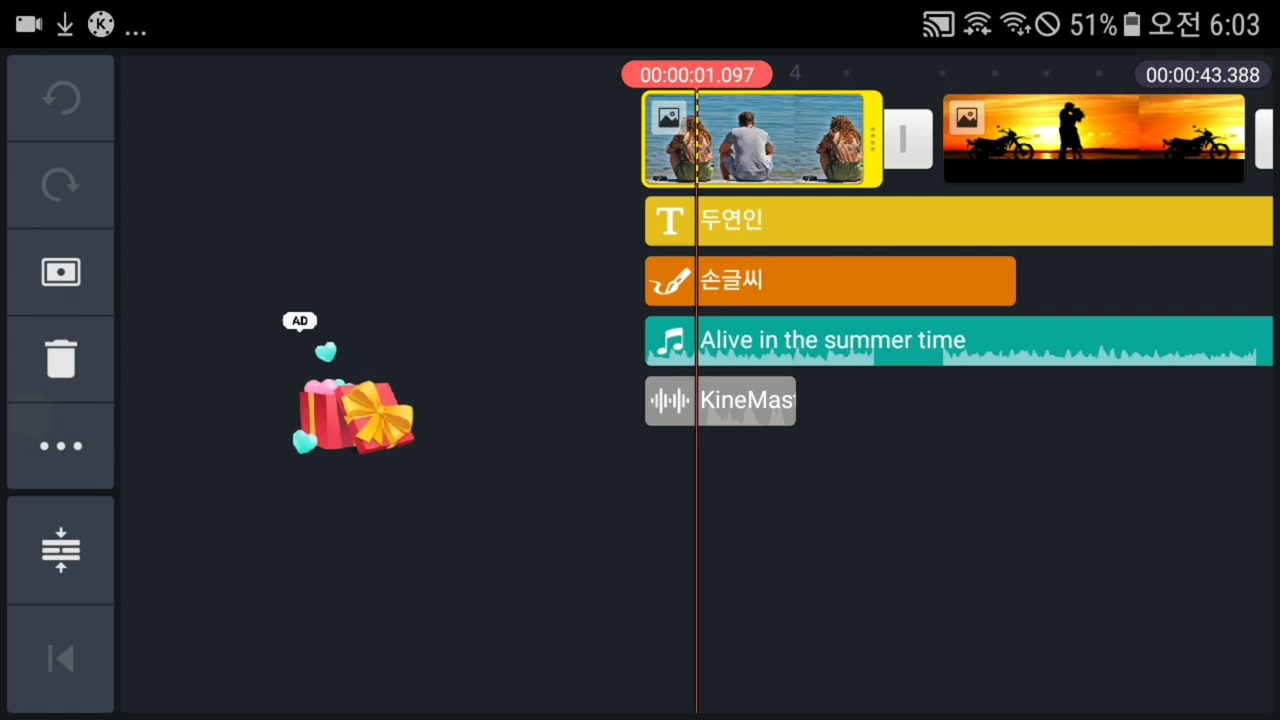 K ... 51% 오전 6:03
00:00:01.097 4 00:00:43.388
T 두연인
손글씨
AD
Alive in the summer time
KineMas